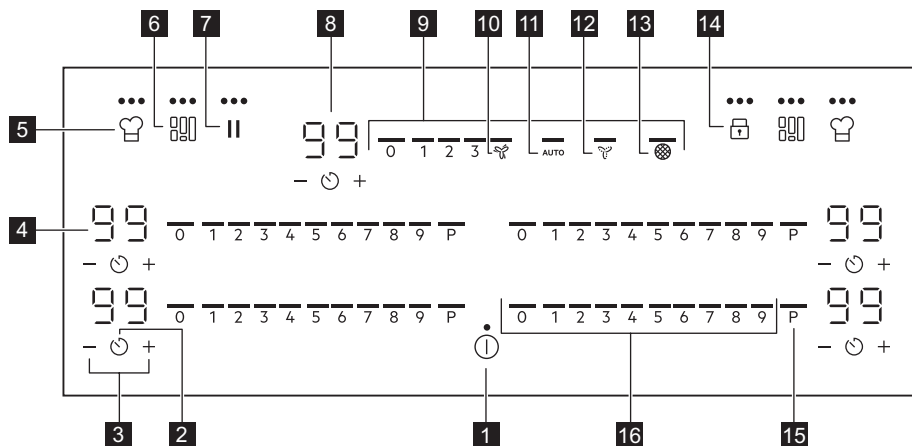 6 7 8 9 10 11 12 13 14
5
99 0 1 2 3 AUTO
− +
4 99 0 1 2 3 4 5 6 7 8 9 P 0 1 2 3 4 5 6 7 8 9 P 99
− + − +
99 0 1 2 3 4 5 6 7 8 9 P 0 1 2 3 4 5 6 7 8 9 P 99
− + − +
3 2 1 16 15